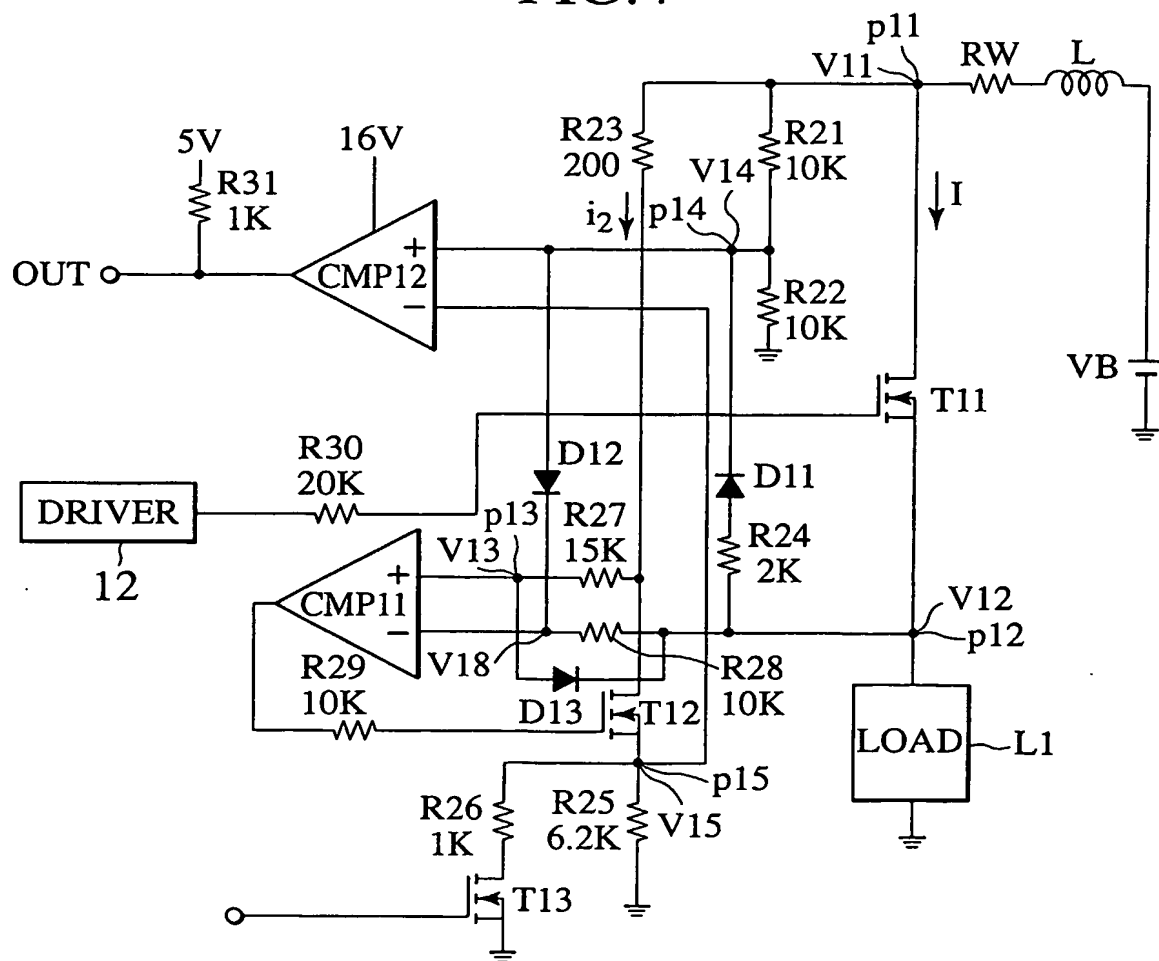 p11
V11
RW
L
R23
200
R21
10K
5V
16V
R31
1K
V14
i2
p14
I
OUT
+
CMP12
−
R22
10K
VB
T11
R30
20K
D12
D11
DRIVER
12
p13
V13
R27
15K
R24
2K
+
CMP11
−
V12
p12
V18
R28
10K
R29
10K
D13
T12
LOAD
L1
p15
V15
R26
1K
R25
6.2K
T13